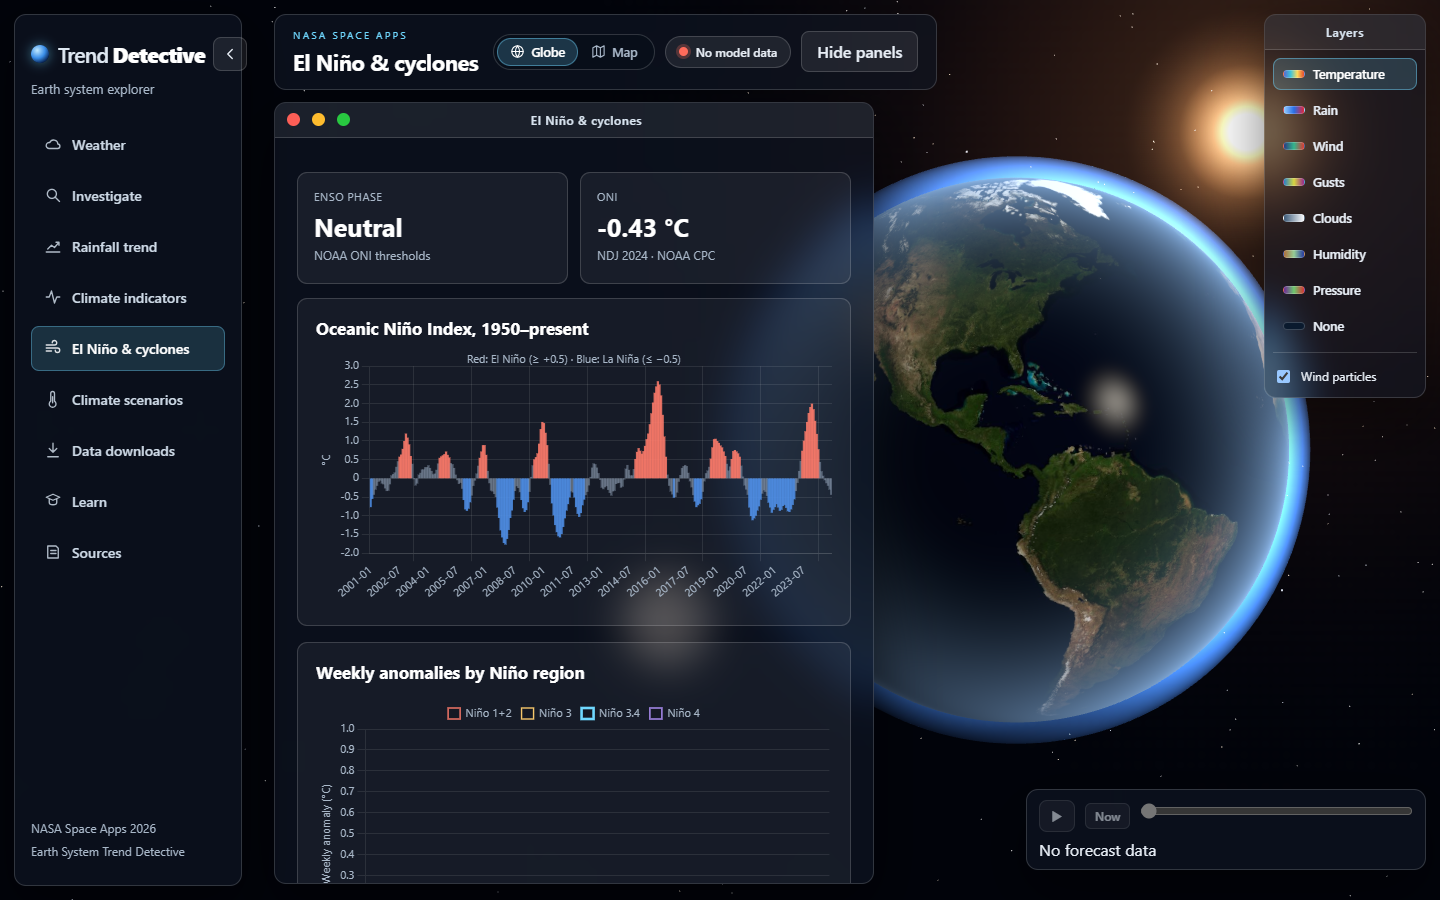 Trend Detective
Earth system explorer
Weather
Investigate
Rainfall trend
Climate indicators
El Niño & cyclones
Climate scenarios
Data downloads
Learn
Sources
NASA Space Apps 2026
Earth System Trend Detective
NASA SPACE APPS
El Niño & cyclones
Globe
Map
No model data
Hide panels
El Niño & cyclones
ENSO PHASE
Neutral
NOAA ONI thresholds
ONI
-0.43 °C
NDJ 2024 · NOAA CPC
Oceanic Niño Index, 1950–present
Red: El Niño (≥ +0.5) · Blue: La Niña (≤ −0.5)
°C
3.0
2.5
2.0
1.5
1.0
0.5
0
-0.5
-1.0
-1.5
-2.0
2001-01
2002-07
2004-01
2005-07
2007-01
2008-07
2010-01
2011-07
2013-01
2014-07
2016-01
2017-07
2019-01
2020-07
2022-01
2023-07
Weekly anomalies by Niño region
Niño 1+2
Niño 3
Niño 3.4
Niño 4
Weekly anomaly (°C)
1.0
0.9
0.8
0.7
0.6
0.5
0.4
0.3
Layers
Temperature
Rain
Wind
Gusts
Clouds
Humidity
Pressure
None
Wind particles
Now
No forecast data